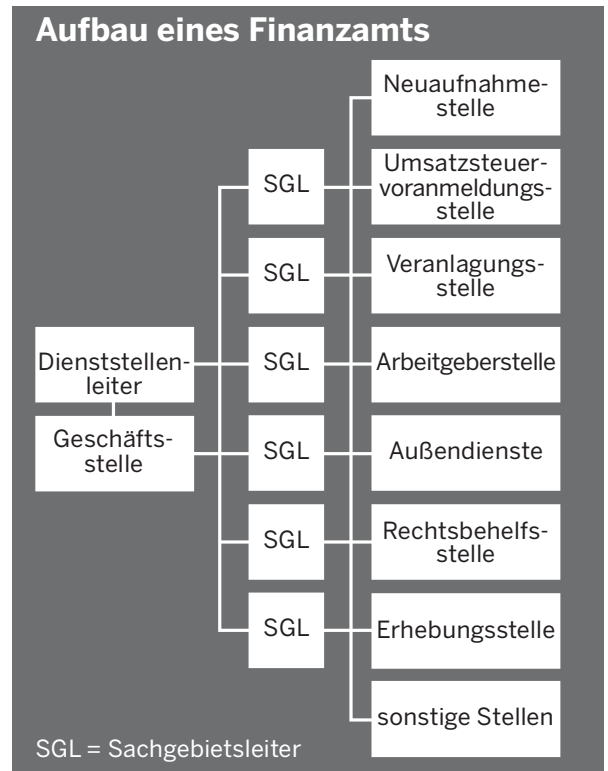 Aufbau eines Finanzamts
Neuaufnahme-
stelle
SGL
Umsatzsteuer-
voranmeldungs-
stelle
SGL
Veranlagungs-
stelle
Dienststellen-
leiter
SGL
Arbeitgeberstelle
Geschäfts-
stelle
SGL
Außendienste
SGL
Rechtsbehelfs-
stelle
SGL
Erhebungsstelle
sonstige Stellen
SGL = Sachgebietsleiter